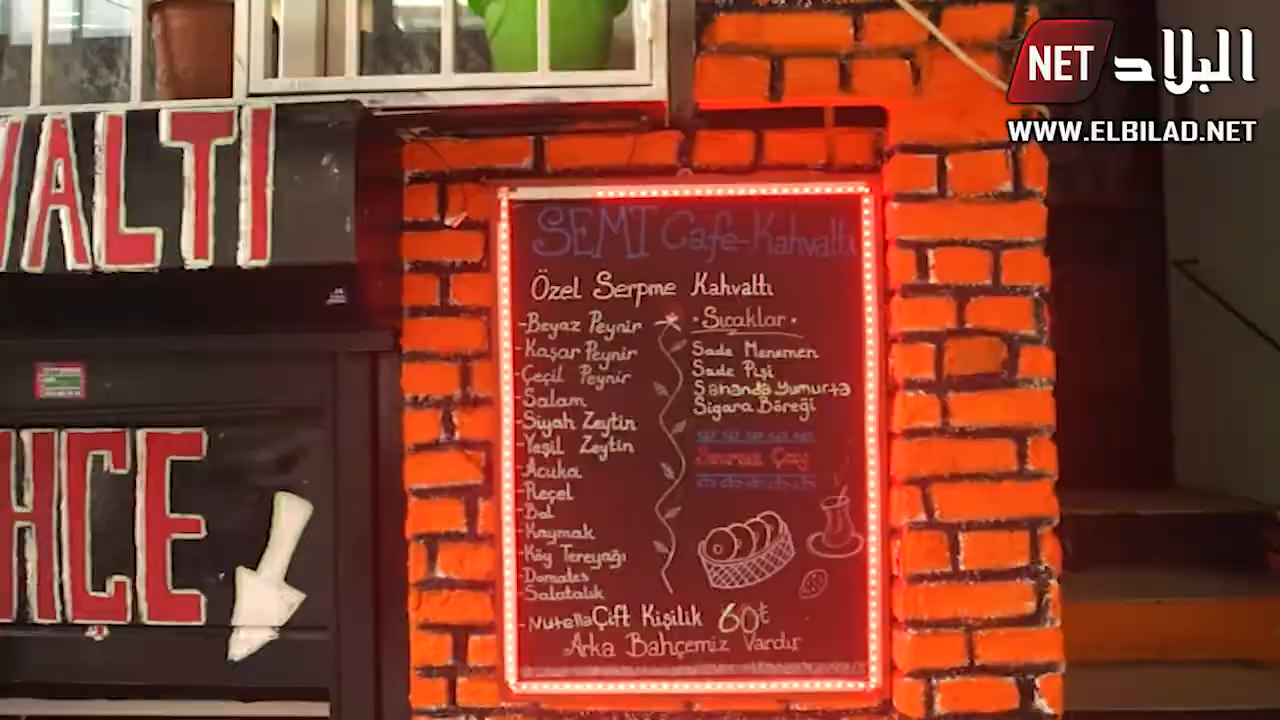 NET البلاد
WWW.ELBILAD.NET
VALTI
HCE
SEMT Cafe-Kahvaltı
Özel Serpme Kahvaltı
-Beyaz Peynir
-Kaşar Peynir
-Çeçil Peynir
-Salam
-Siyah Zeytin
-Yeşil Zeytin
-Acuka
-Reçel
-Bal
-Kaymak
-Köy Tereyağı
-Domates
-Salatalık
-Nutella
·Sıcaklar·
Sade Menemen
Sade Pişi
Sahanda Yumurta
Sigara Böreği
Sınırsız Çay
Çift Kişilik 60₺
Arka Bahçemiz Vardır